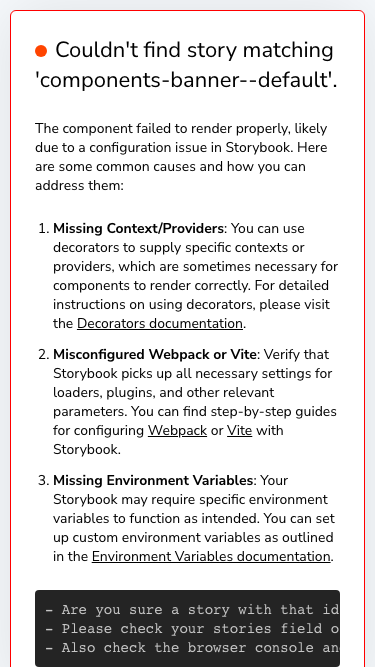 Couldn't find story matching
'components-banner--default'.
The component failed to render properly, likely
due to a configuration issue in Storybook. Here
are some common causes and how you can
address them:
1. Missing Context/Providers: You can use
decorators to supply specific contexts or
providers, which are sometimes necessary for
components to render correctly. For detailed
instructions on using decorators, please visit
the Decorators documentation.
2. Misconfigured Webpack or Vite: Verify that
Storybook picks up all necessary settings for
loaders, plugins, and other relevant
parameters. You can find step-by-step guides
for configuring Webpack or Vite with
Storybook.
3. Missing Environment Variables: Your
Storybook may require specific environment
variables to function as intended. You can set
up custom environment variables as outlined
in the Environment Variables documentation.
- Are you sure a story with that id
- Please check your stories field o
- Also check the browser console an